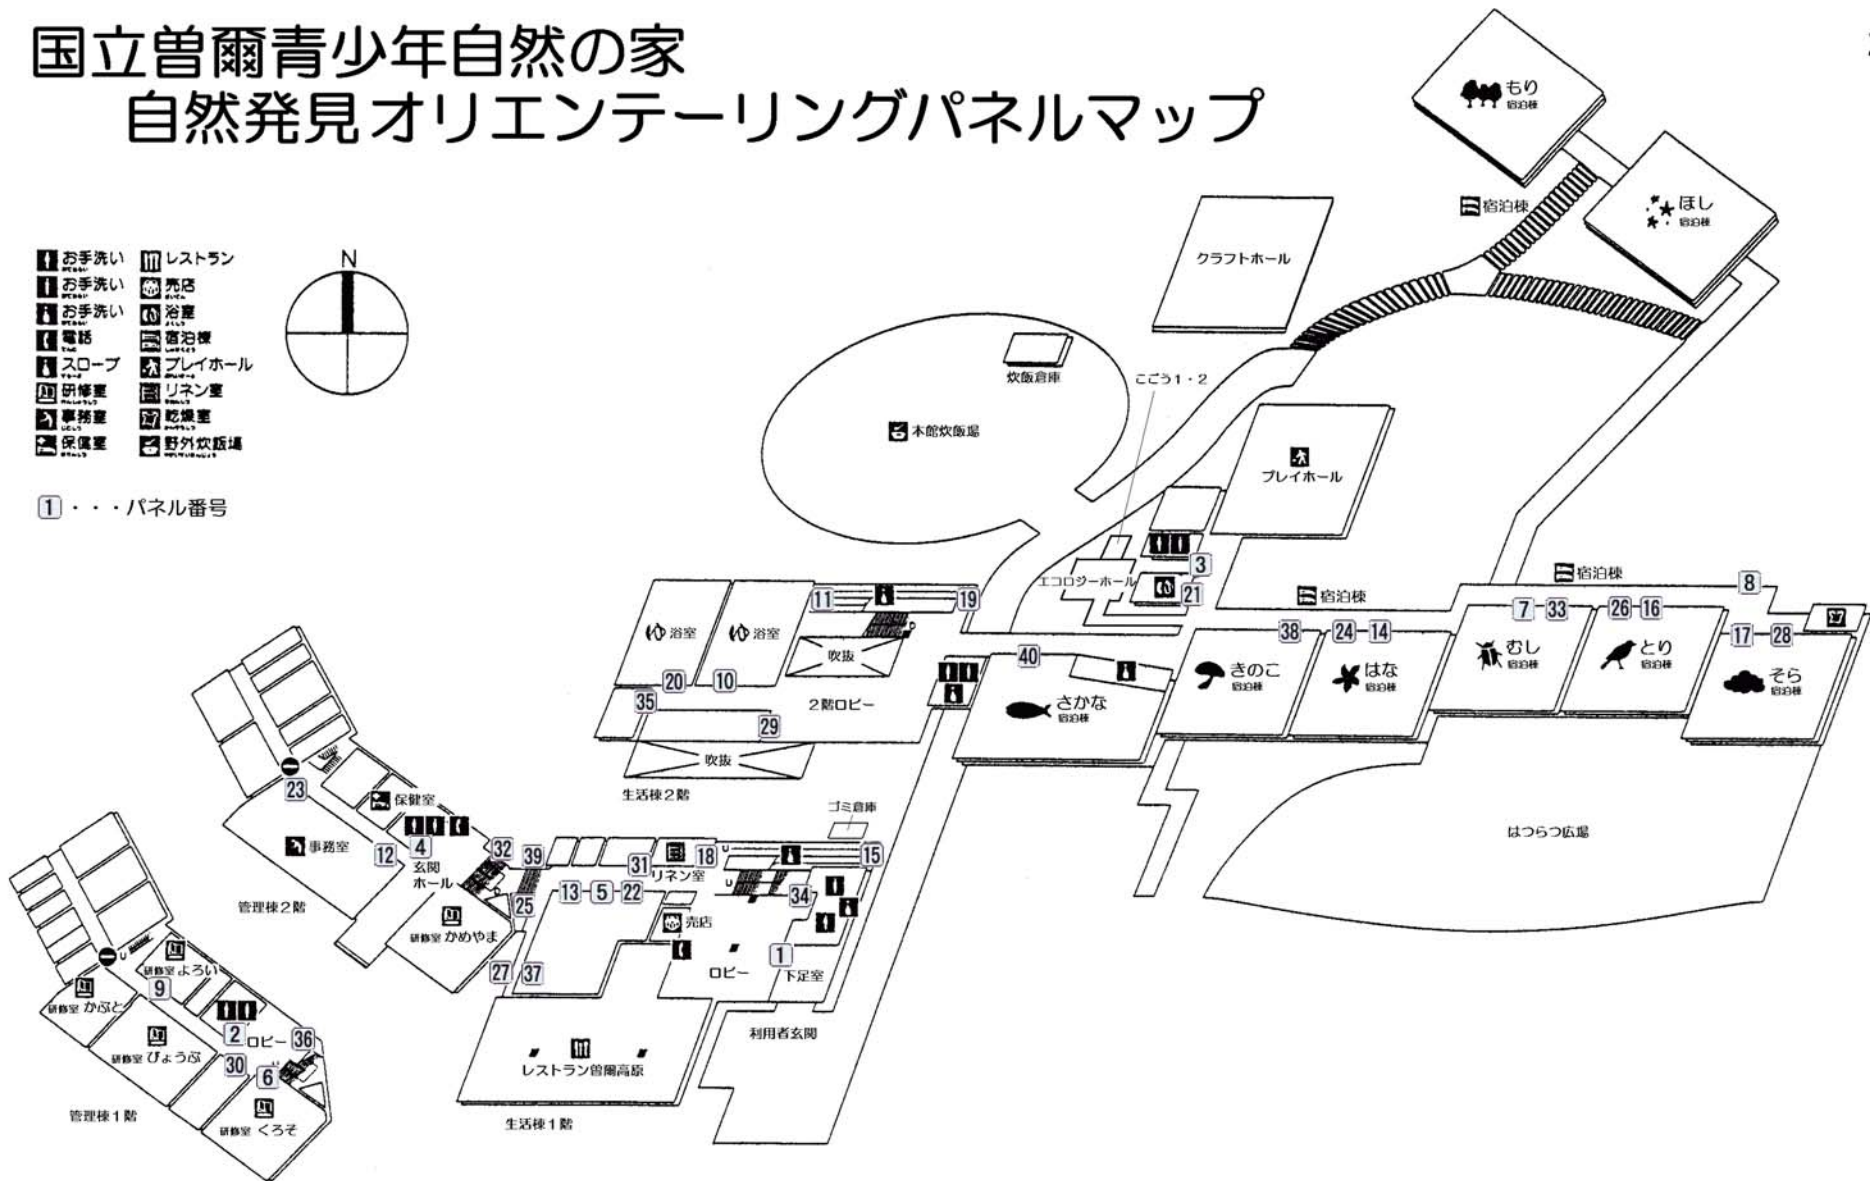 国立曽爾青少年自然の家
自然発見オリエンテーリングパネルマップ
お手洗い
レストラン
お手洗い
売店
お手洗い
浴室
電話
宿泊棟
スロープ
プレイホール
研修室
リネン室
事務室
乾燥室
保健室
野外炊飯場
N
1・・・パネル番号
もり
宿泊棟
ほし
宿泊棟
宿泊棟
クラフトホール
炊飯倉庫
本館炊飯場
こごう1・2
プレイホール
エコロジーホール
3
21
宿泊棟
宿泊棟
8
11
19
浴室
浴室
吹抜
20
10
35
29
2階ロビー
吹抜
生活棟2階
40
さかな
宿泊棟
38
きのこ
宿泊棟
24
14
はな
宿泊棟
7
33
むし
宿泊棟
26
16
とり
宿泊棟
17
28
そら
宿泊棟
はつらつ広場
23
保健室
事務室
12
4
玄関
ホール
32
研修室 かめやま
管理棟2階
39
25
27
37
13
5
22
31
リネン室
18
ゴミ倉庫
15
34
売店
ロビー
1
下足室
利用者玄関
レストラン曽爾高原
生活棟1階
研修室 よろい
9
研修室 かぶと
研修室 びょうぶ
2
ロビー
36
30
6
研修室 くろそ
管理棟1階